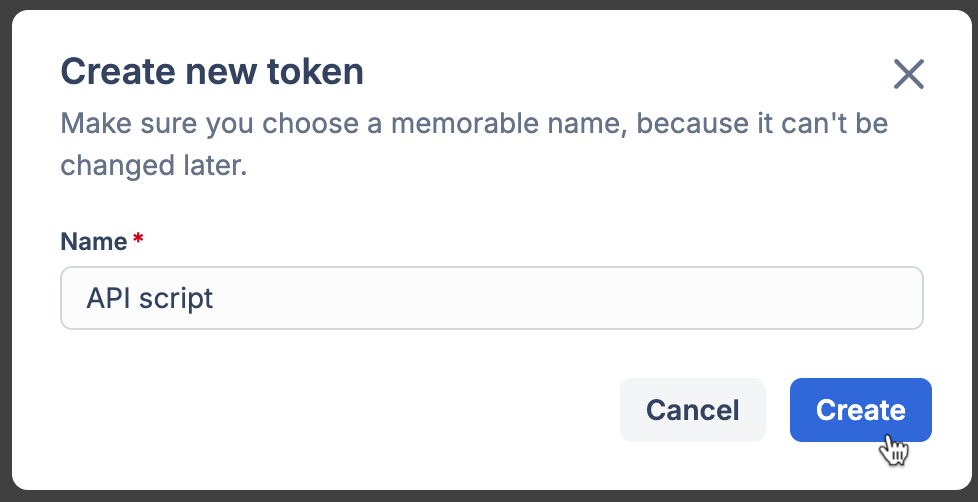 Create new token
Make sure you choose a memorable name, because it can't be
changed later.
Name *
API script
Cancel
Create